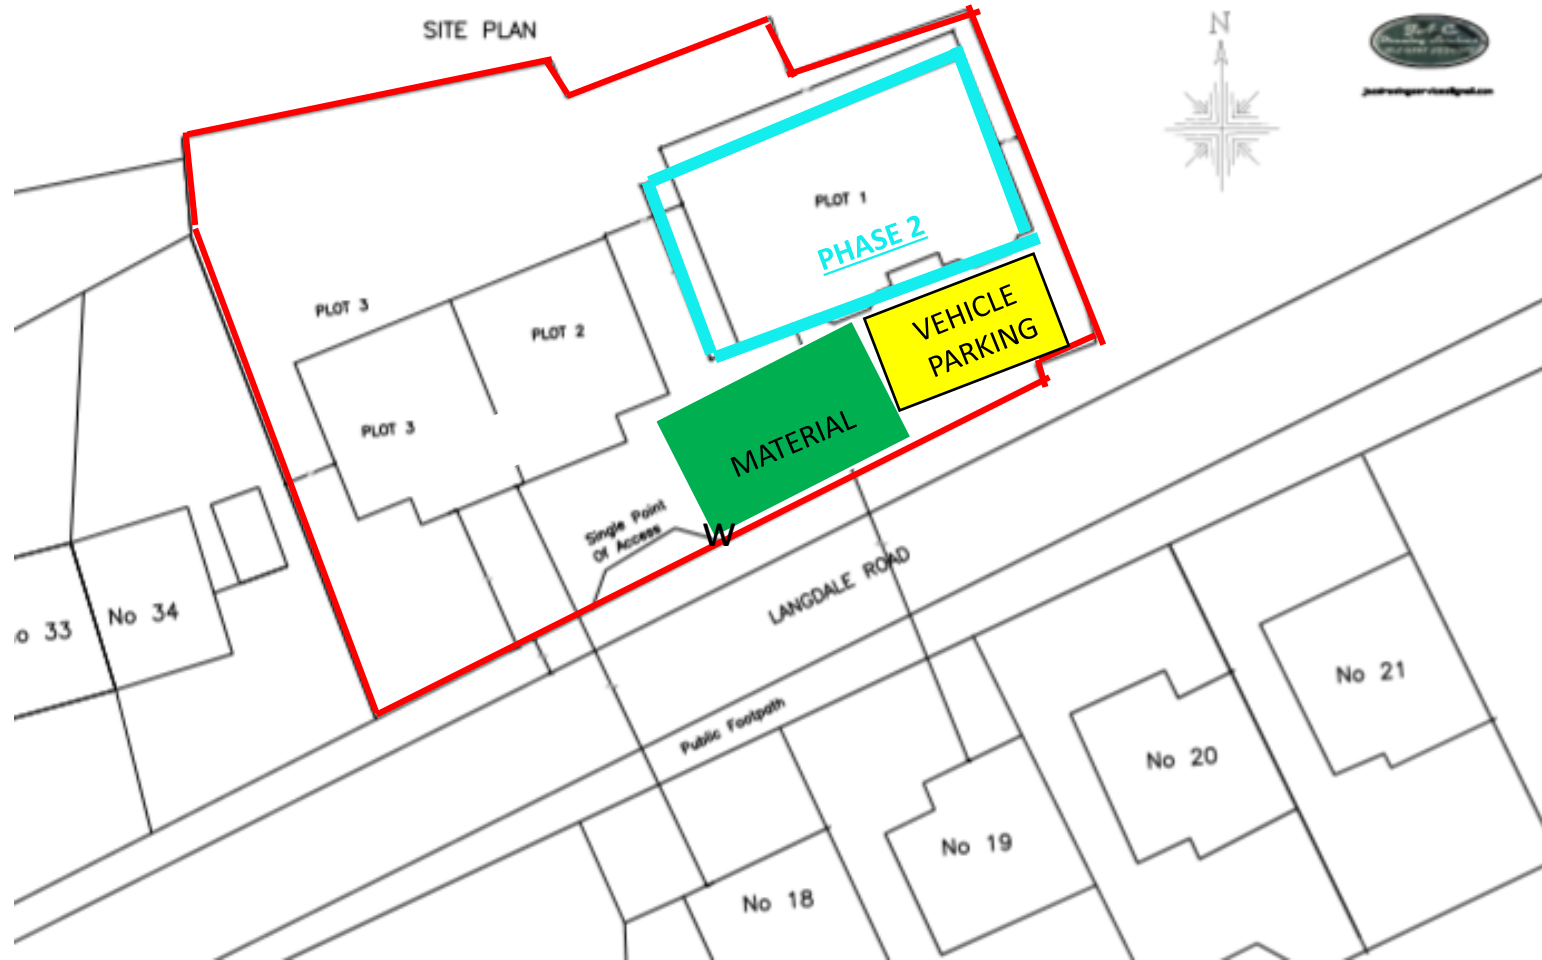 SITE PLAN
N
PLOT 1
PHASE 2
PLOT 3
PLOT 2
VEHICLE
PARKING
PLOT 3
MATERIAL
Single Point
Of Access
W
LANGDALE ROAD
No 34
33
Public Footpath
No 21
No 20
No 19
No 18